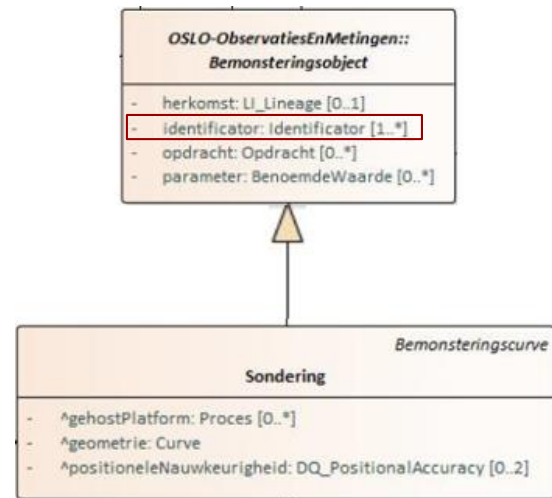 OSLO-ObservatiesEnMetingen::
Bemonsteringsobject
- herkomst: LI_Lineage [0..1]
- identificator: Identificator [1..*]
- opdracht: Opdracht [0..*]
- parameter: BenoemdeWaarde [0..*]
Bemonsteringscurve
Sondering
- ^gehostPlatform: Proces [0..*]
- ^geometrie: Curve
- ^positioneleNauwkeurigheid: DQ_PositionalAccuracy [0..2]